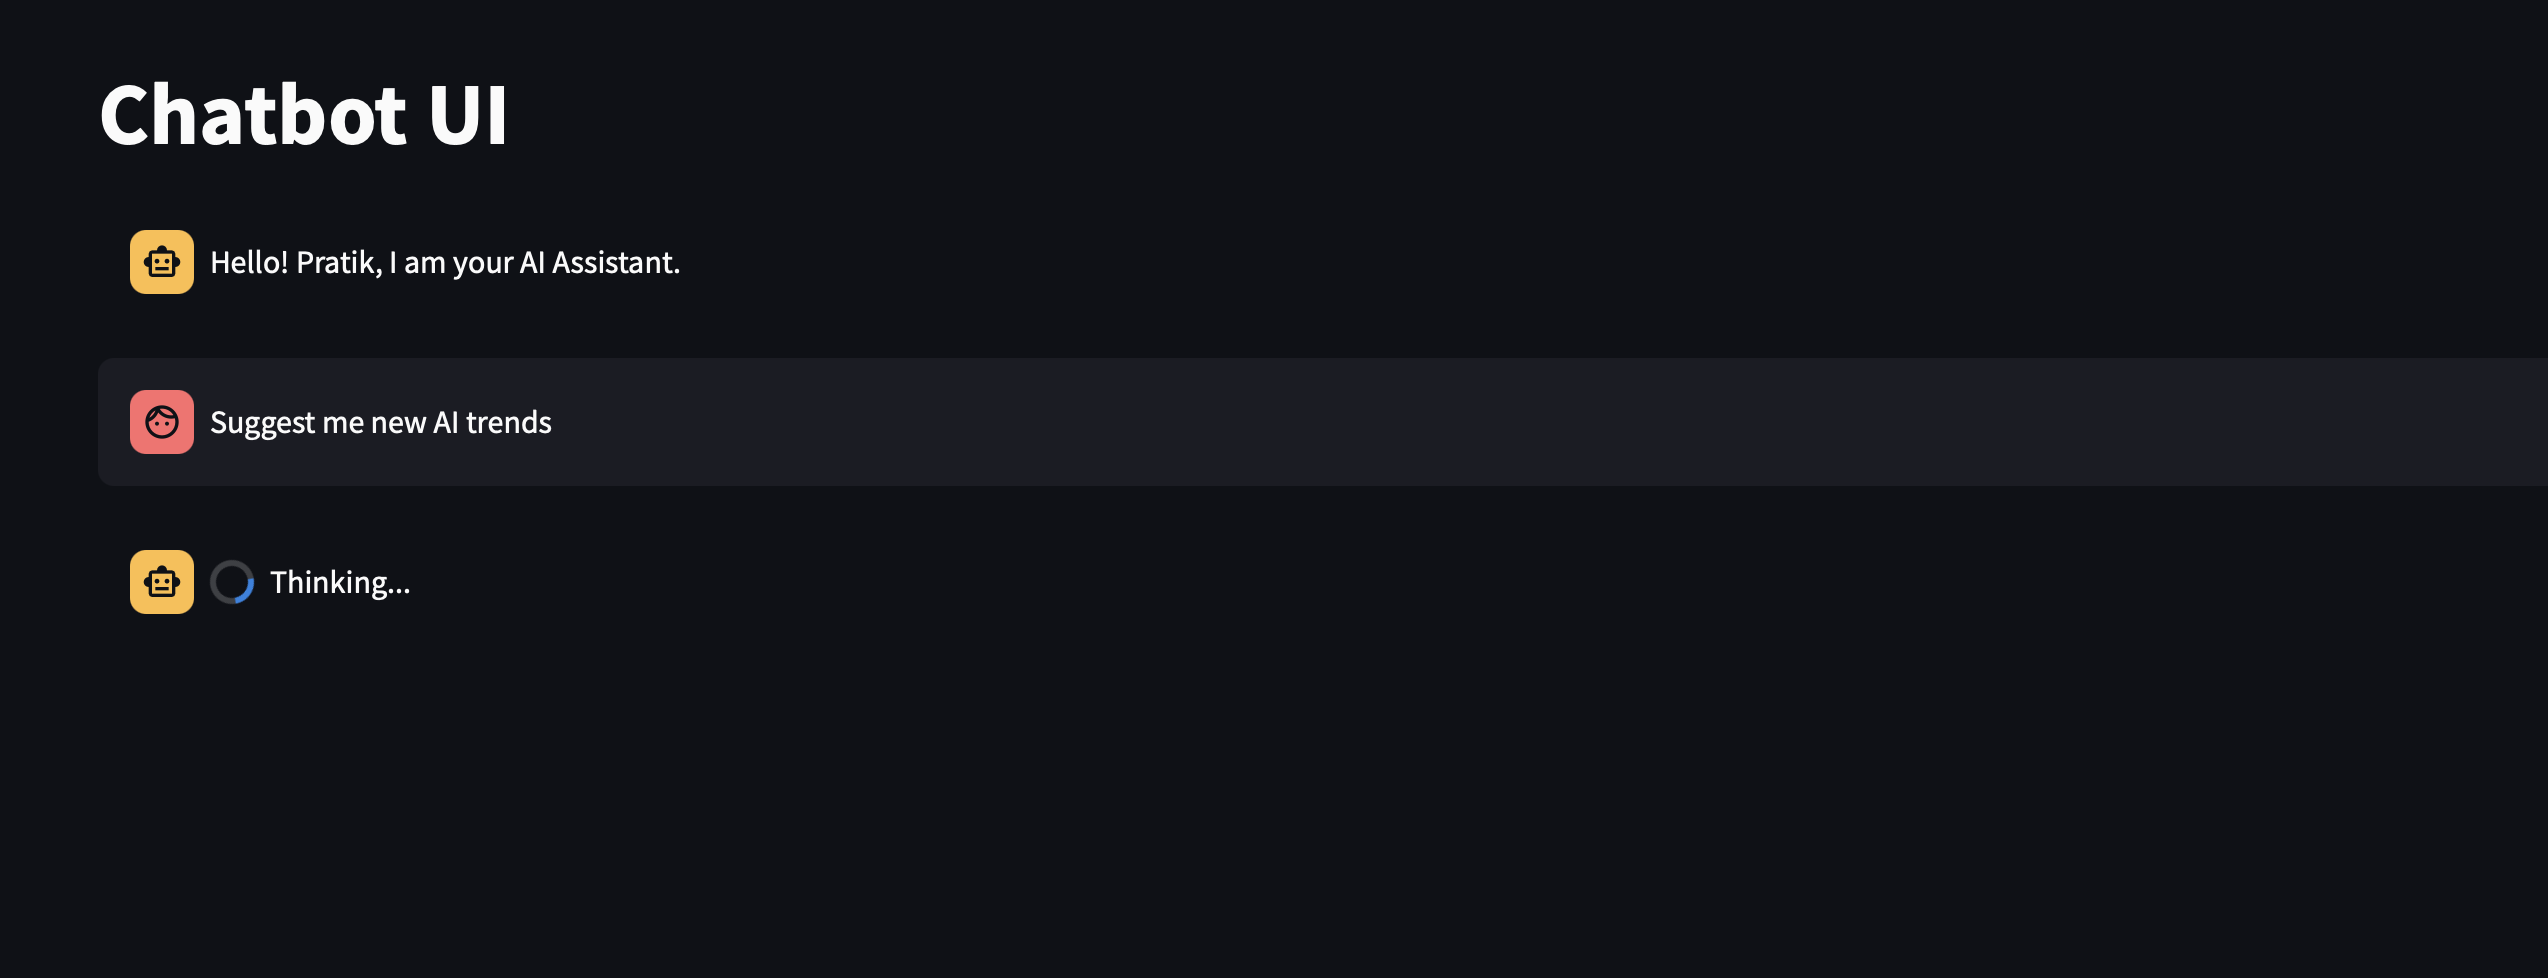 Chatbot UI
Hello! Pratik, I am your AI Assistant.
Suggest me new AI trends
Thinking...